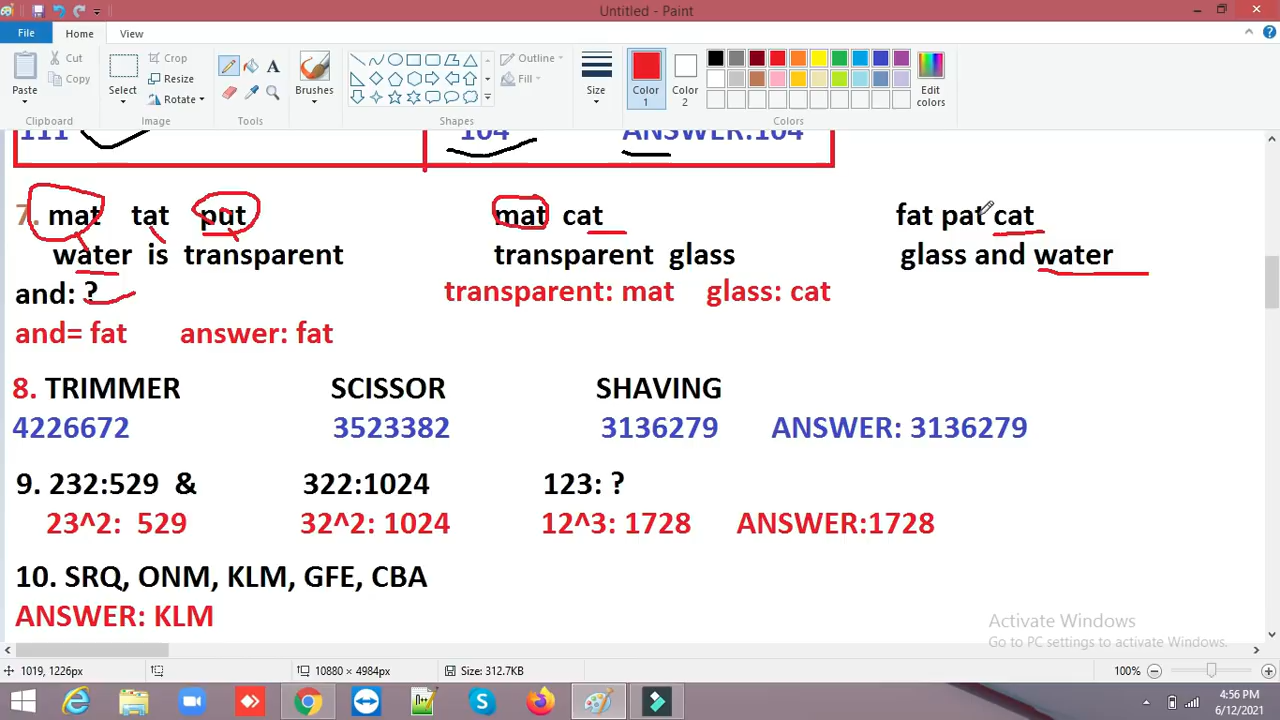 Untitled - Paint
File Home View
Paste
Cut
Copy
Clipboard
Select
Crop
Resize
Rotate
Image
Tools
Brushes
Shapes
Outline
Fill
Size
Color 1
Color 2
Edit colors
Colors
111 104 ANSWER:104
7. mat tat put mat cat fat pat cat
water is transparent transparent glass glass and water
and: ? transparent: mat glass: cat
and= fat answer: fat
8. TRIMMER SCISSOR SHAVING
4226672 3523382 3136279 ANSWER: 3136279
9. 232:529 & 322:1024 123: ?
23^2: 529 32^2: 1024 12^3: 1728 ANSWER:1728
10. SRQ, ONM, KLM, GFE, CBA
ANSWER: KLM
Activate Windows
Go to PC settings to activate Windows.
1019, 1226px 10880 × 4984px Size: 312.7KB 100%
4:56 PM
6/12/2021